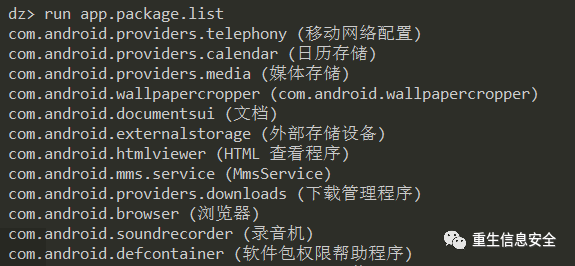 dz> run app.package.list
com.android.providers.telephony (移动网络配置)
com.android.providers.calendar (日历存储)
com.android.providers.media (媒体存储)
com.android.wallpapercropper (com.android.wallpapercropper)
com.android.documentsui (文档)
com.android.externalstorage (外部存储设备)
com.android.htmlviewer (HTML 查看程序)
com.android.mms.service (MmsService)
com.android.providers.downloads (下载管理程序)
com.android.browser (浏览器)
com.android.soundrecorder (录音机)
com.android.defcontainer (软件包权限帮助程序)
重生信息安全